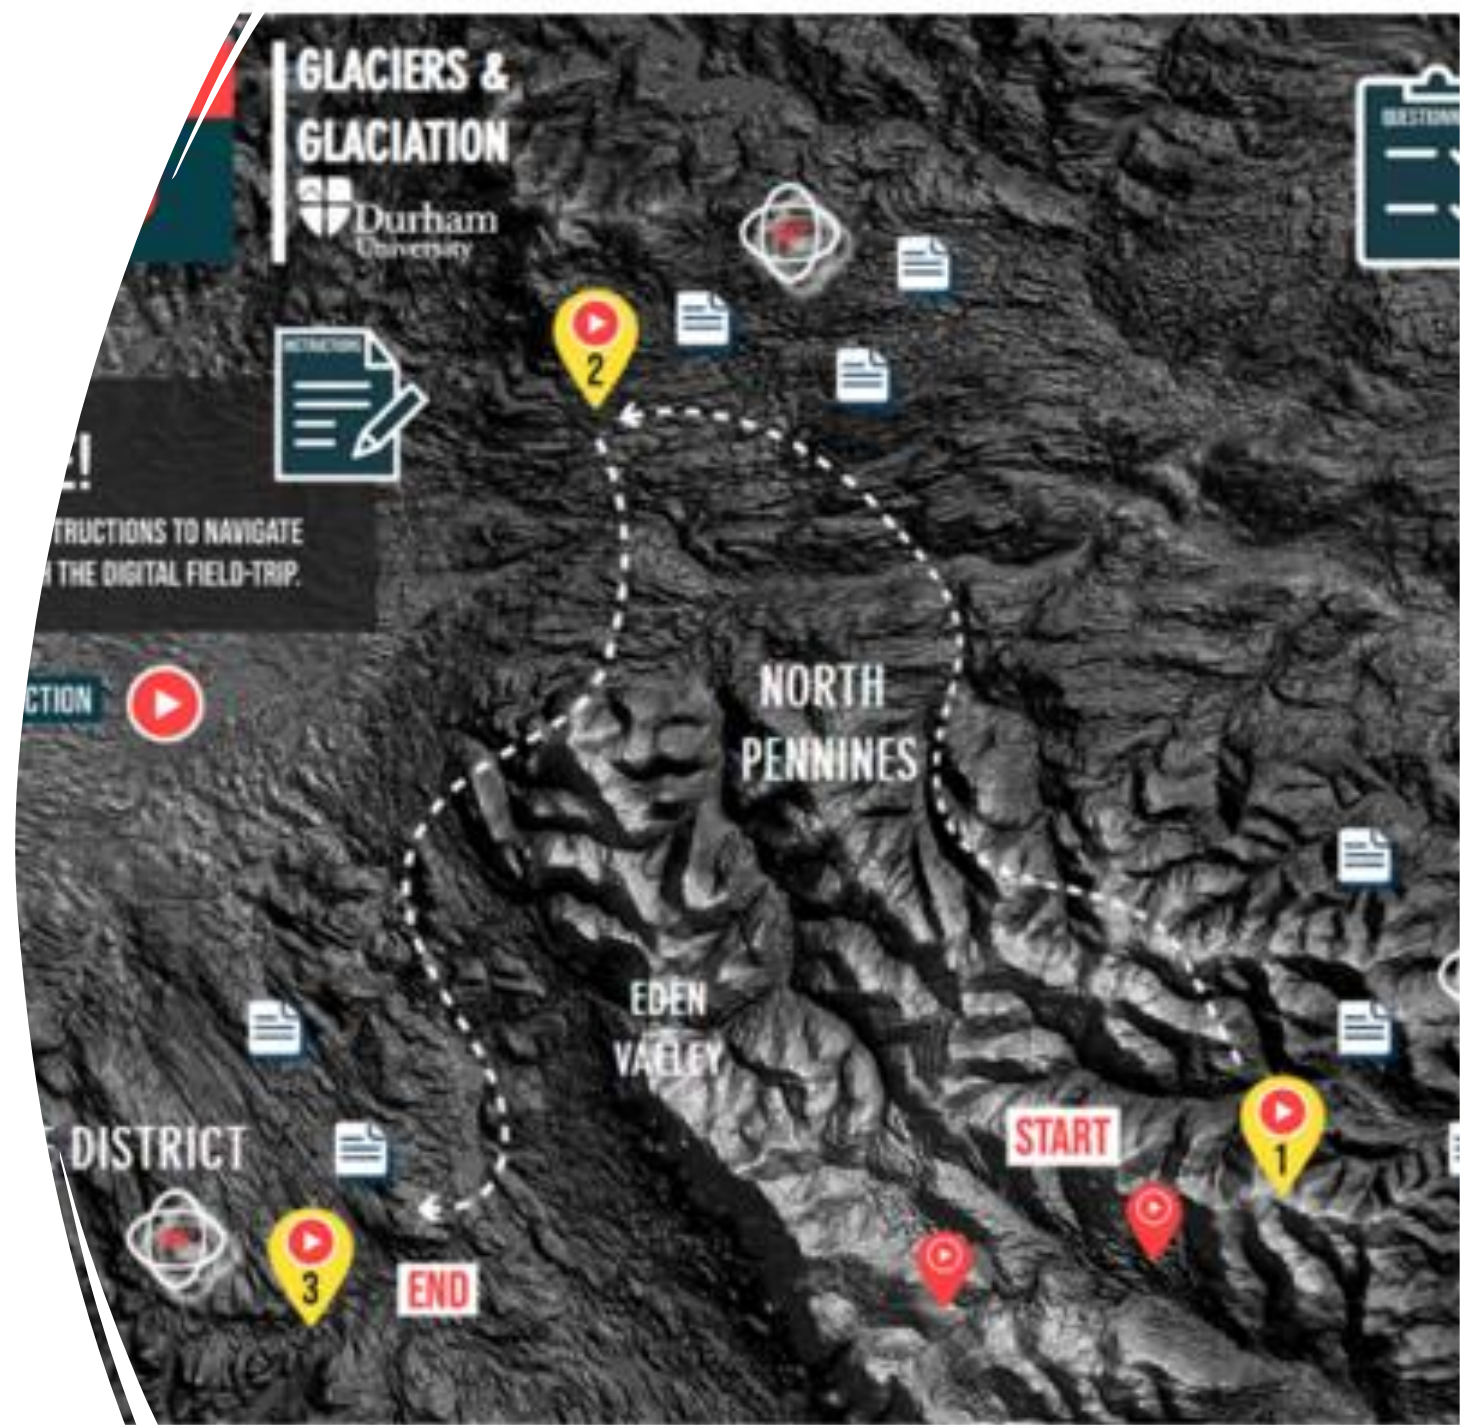 GLACIERS &
GLACIATION
Durham
University
INSTRUCTIONS
2
!
TRUCTIONS TO NAVIGATE
THE DIGITAL FIELD-TRIP.
CTION
NORTH
PENNINES
EDEN
VALLEY
START
1
DISTRICT
3
END